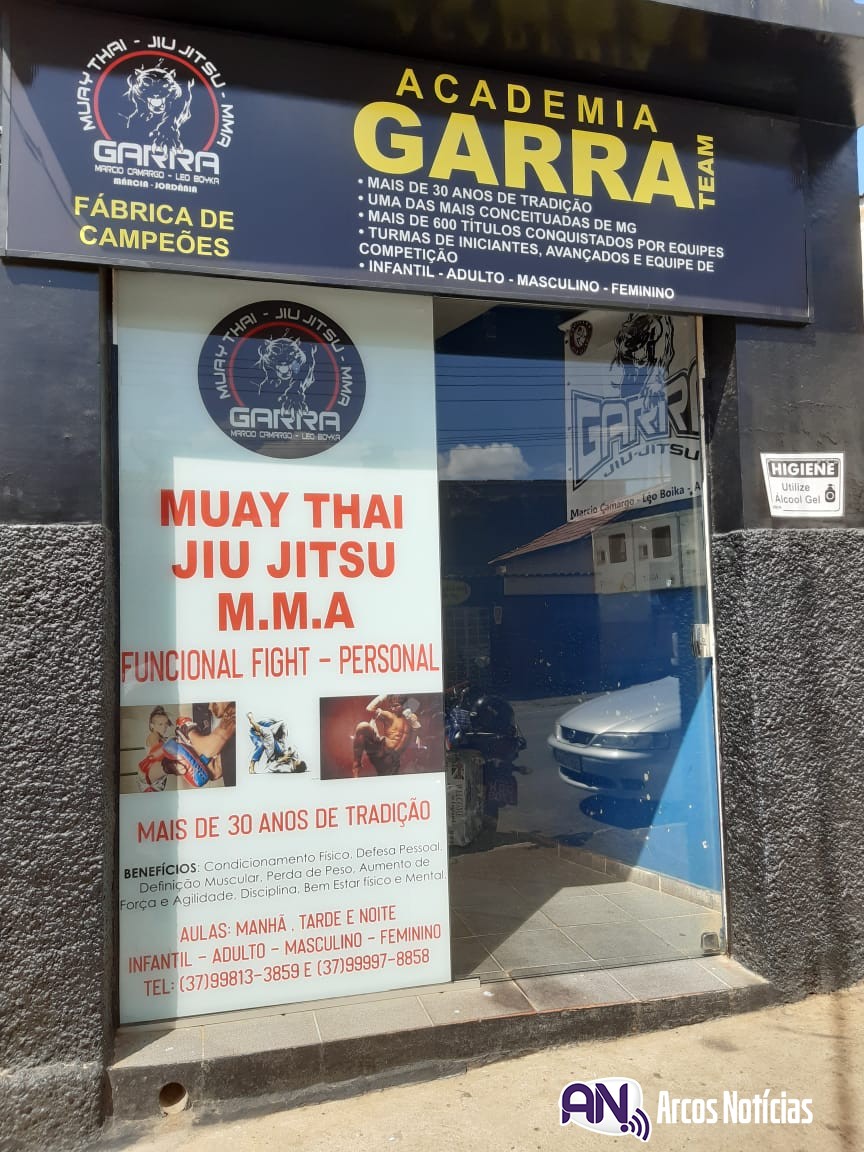 MUAY THAI - JIU JITSU - MMA
GARRA
MARCIO CAMARGO - LEO BOYKA
MÁRCIA - JORDÂNIA
FÁBRICA DE
CAMPEÕES
ACADEMIA
GARRA
TEAM
• MAIS DE 30 ANOS DE TRADIÇÃO
• UMA DAS MAIS CONCEITUADAS DE MG
• MAIS DE 600 TÍTULOS CONQUISTADOS POR EQUIPES
• TURMAS DE INICIANTES, AVANÇADOS E EQUIPE DE
COMPETIÇÃO
• INFANTIL - ADULTO - MASCULINO - FEMININO
MUAY THAI - JIU JITSU - MMA
GARRA
MARCIO CAMARGO - LEO BOYKA
MUAY THAI
JIU JITSU
M.M.A
FUNCIONAL FIGHT - PERSONAL
MAIS DE 30 ANOS DE TRADIÇÃO
BENEFÍCIOS: Condicionamento Físico, Defesa Pessoal,
Definição Muscular, Perda de Peso, Aumento de
Força e Agilidade, Disciplina, Bem Estar físico e Mental.
AULAS: MANHÃ , TARDE E NOITE
INFANTIL - ADULTO - MASCULINO - FEMININO
TEL: (37)99813-3859 E (37)99997-8858
GARRA
JIU-JITSU
Marcio Camargo - Léo Boika - A
HIGIENE
Utilize
Álcool Gel
AN Arcos Notícias